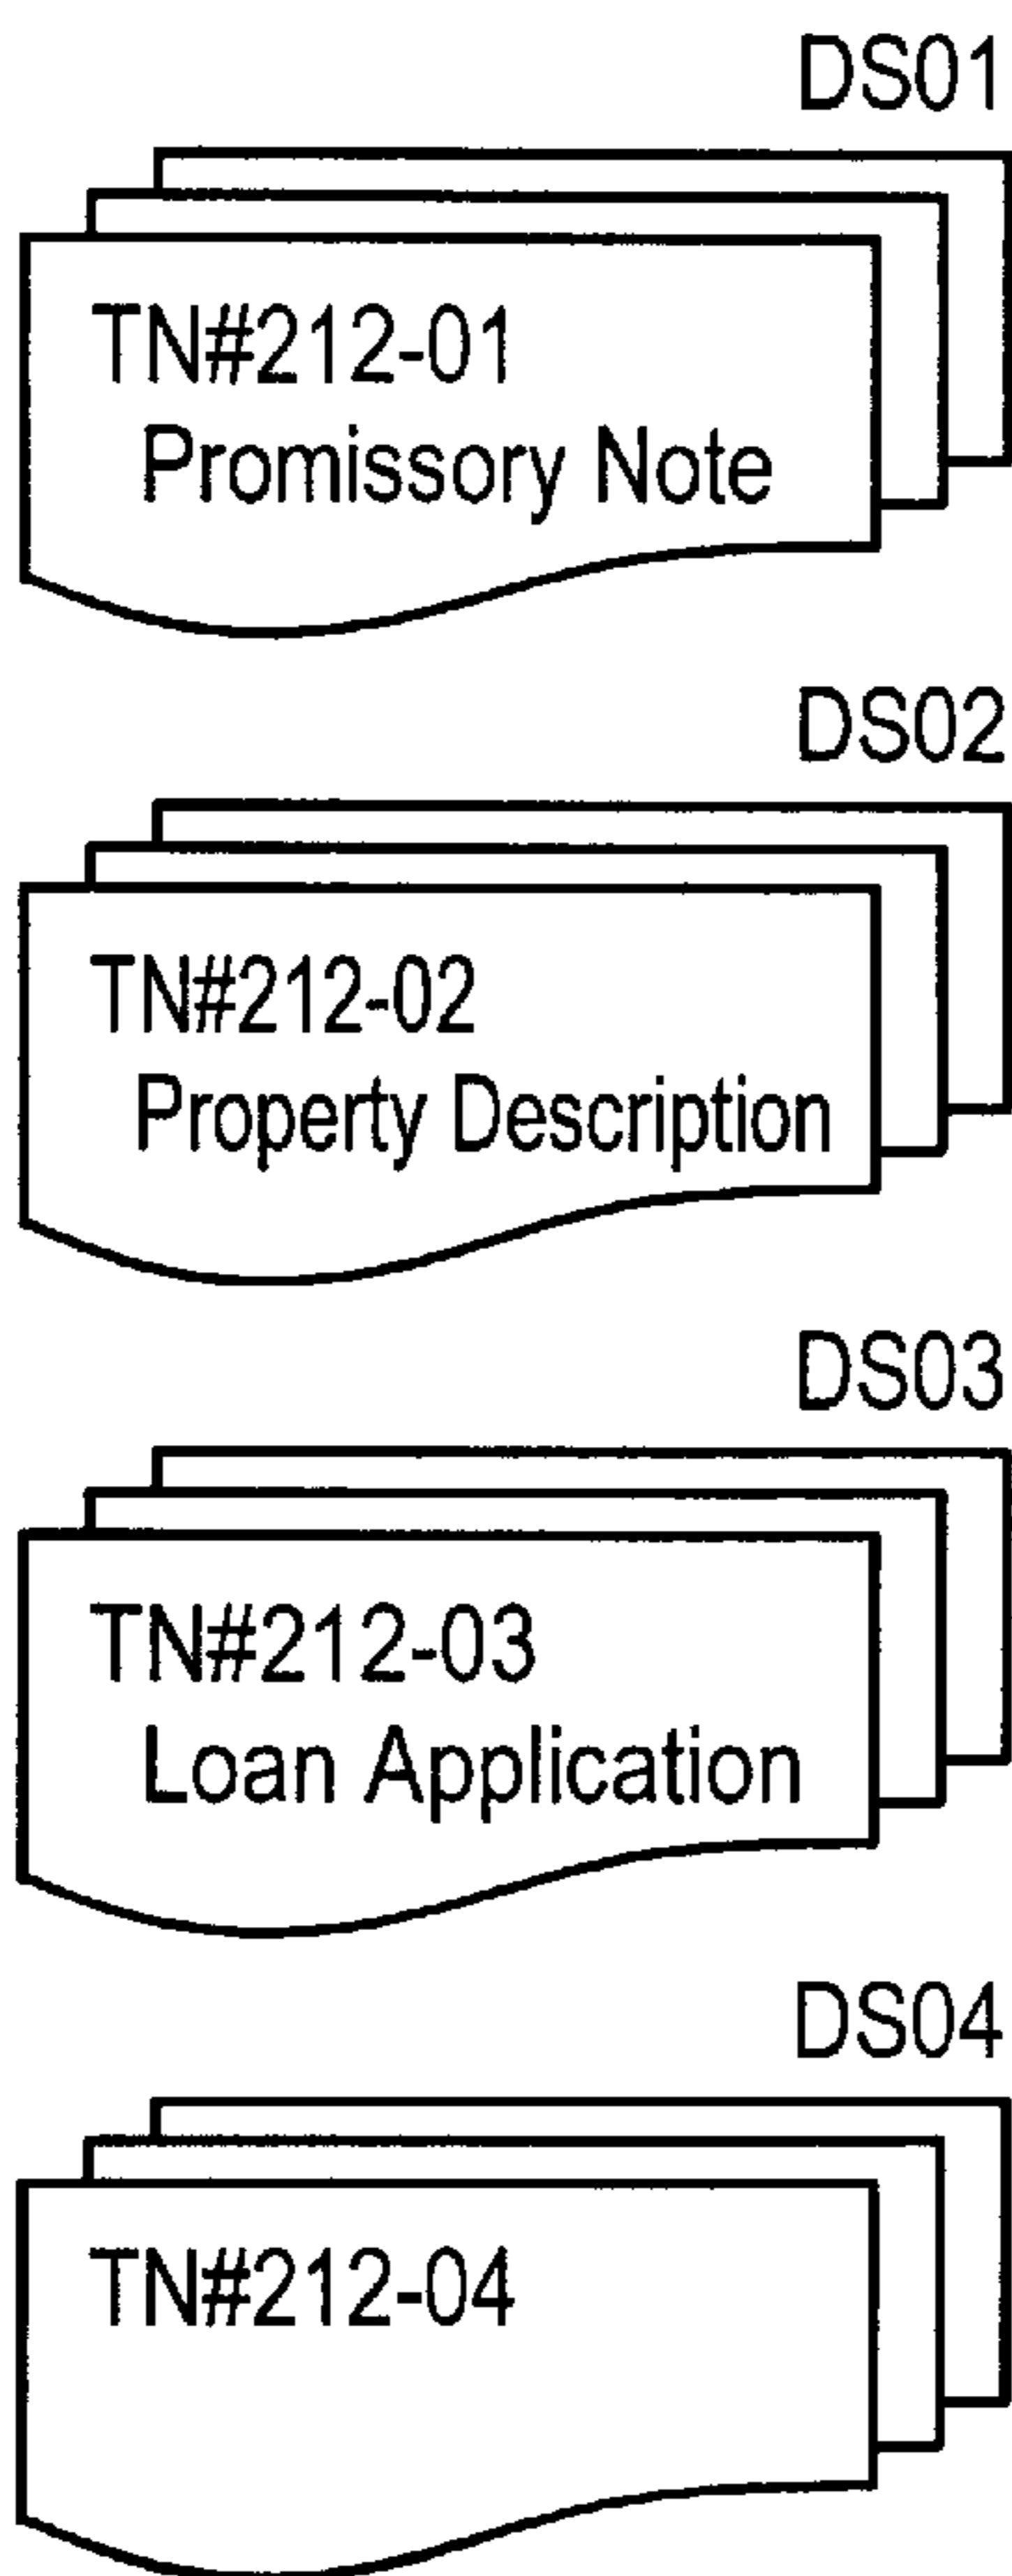 DS01
TN#212-01
Promissory Note
DS02
TN#212-02
Property Description
DS03
TN#212-03
Loan Application
DS04
TN#212-04